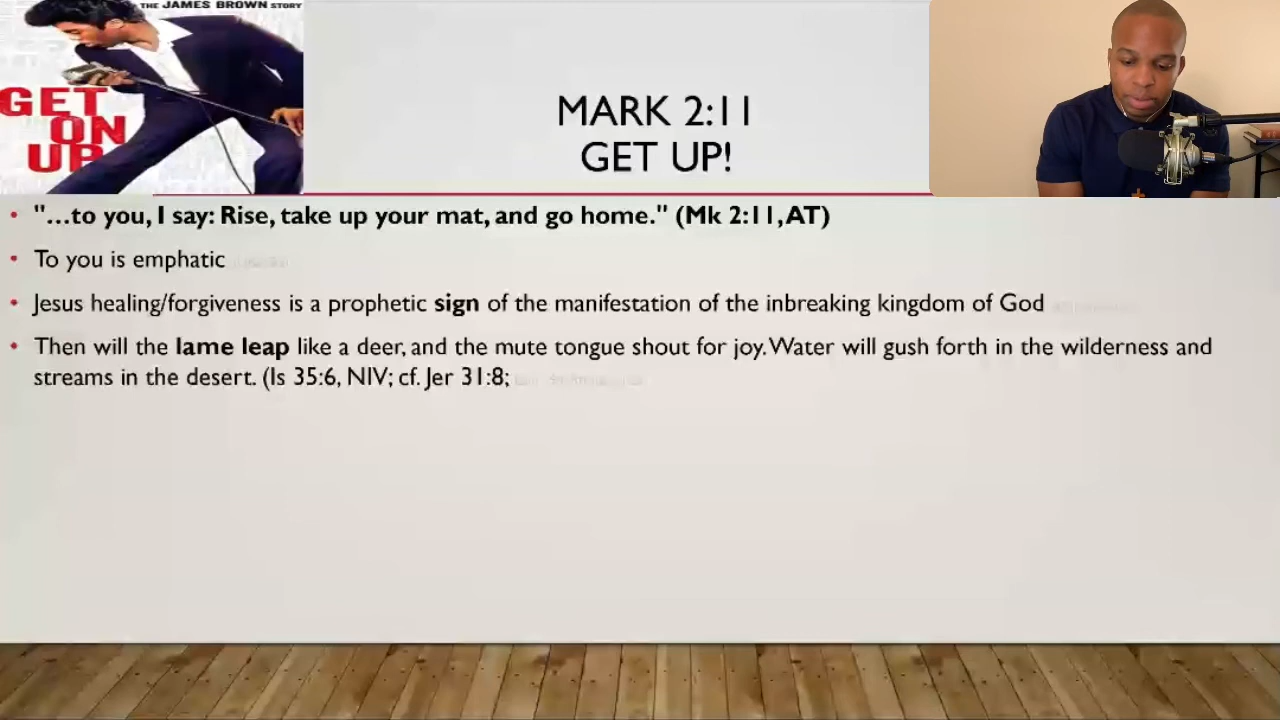 THE JAMES BROWN STORY
GET
ON
UP
MARK 2:11
GET UP!
• "...to you, I say: Rise, take up your mat, and go home." (Mk 2:11, AT)
• To you is emphatic
• Jesus healing/forgiveness is a prophetic sign of the manifestation of the inbreaking kingdom of God
• Then will the lame leap like a deer, and the mute tongue shout for joy. Water will gush forth in the wilderness and
streams in the desert. (Is 35:6, NIV; cf. Jer 31:8;